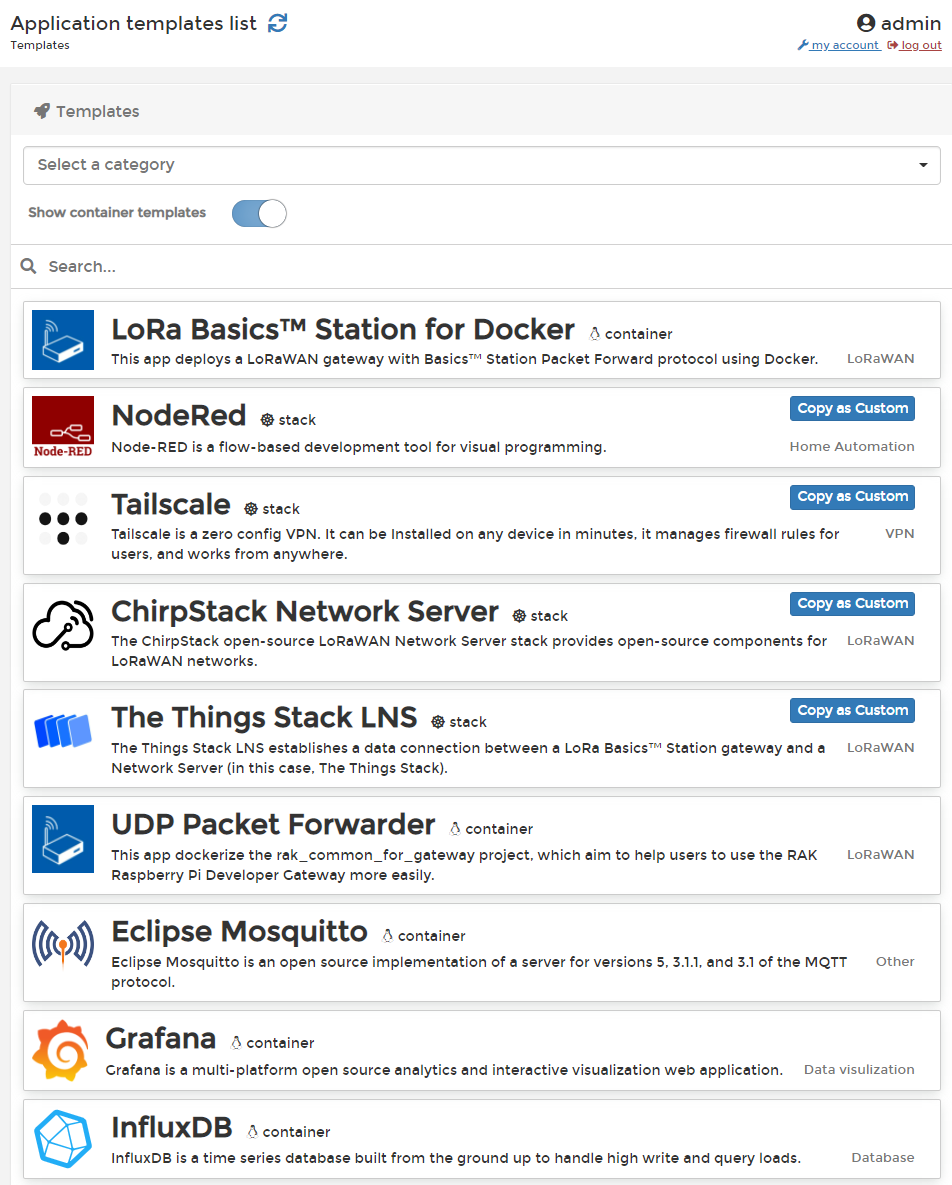 Application templates list
admin
Templates
my account log out
Templates
Select a category
Show container templates
Search...
LoRa Basics™ Station for Docker container
This app deploys a LoRaWAN gateway with Basics™ Station Packet Forward protocol using Docker.
LoRaWAN
Node-RED
NodeRed stack
Copy as Custom
Node-RED is a flow-based development tool for visual programming.
Home Automation
Tailscale stack
Copy as Custom
Tailscale is a zero config VPN. It can be Installed on any device in minutes, it manages firewall rules for
users, and works from anywhere.
VPN
ChirpStack Network Server stack
Copy as Custom
The ChirpStack open-source LoRaWAN Network Server stack provides open-source components for
LoRaWAN networks.
LoRaWAN
The Things Stack LNS stack
Copy as Custom
The Things Stack LNS establishes a data connection between a LoRa Basics™ Station gateway and a
Network Server (in this case, The Things Stack).
LoRaWAN
UDP Packet Forwarder container
This app dockerize the rak_common_for_gateway project, which aim to help users to use the RAK
Raspberry Pi Developer Gateway more easily.
LoRaWAN
Eclipse Mosquitto container
Eclipse Mosquitto is an open source implementation of a server for versions 5, 3.1.1, and 3.1 of the MQTT
protocol.
Other
Grafana container
Grafana is a multi-platform open source analytics and interactive visualization web application.
Data visulization
InfluxDB container
InfluxDB is a time series database built from the ground up to handle high write and query loads.
Database